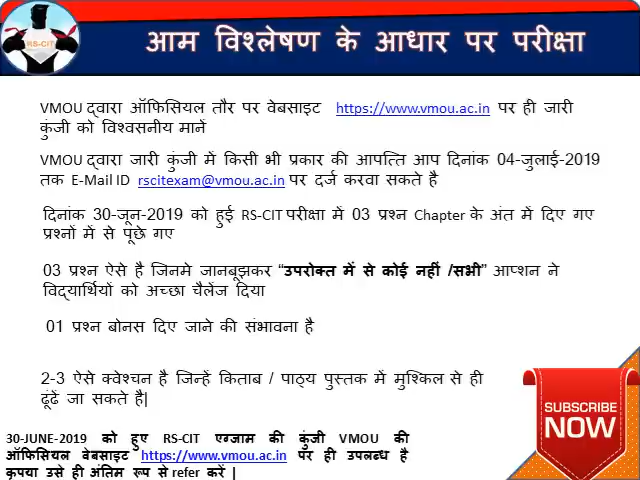 RS-CIT
आम विश्लेषण के आधार पर परीक्षा
VMOU द्वारा ऑफिसियल तौर पर वेबसाइट https://www.vmou.ac.in पर ही जारी
कुंजी को विश्वसनीय मानें
VMOU द्वारा जारी कुंजी में किसी भी प्रकार की आपत्ति आप दिनांक 04-जुलाई-2019
तक E-Mail ID rscitexam@vmou.ac.in पर दर्ज करवा सकते है
दिनांक 30-जून-2019 को हुई RS-CIT परीक्षा में 03 प्रश्न Chapter के अंत में दिए गए
प्रश्नों में से पूछे गए
03 प्रश्न ऐसे है जिनमे जानबूझकर “उपरोक्त में से कोई नहीं /सभी” आप्शन ने
विद्यार्थियों को अच्छा चैलेंज दिया
01 प्रश्न बोनस दिए जाने की संभावना है
2-3 ऐसे क्वेश्चन है जिन्हें किताब / पाठ्य पुस्तक में मुश्किल से ही
ढूंढें जा सकते है|
SUBSCRIBE
NOW
30-JUNE-2019 को हुए RS-CIT एग्जाम की कुंजी VMOU की
ऑफिसियल वेबसाइट https://www.vmou.ac.in पर ही उपलब्ध है
कृपया उसे ही अंतिम रूप से refer करें |